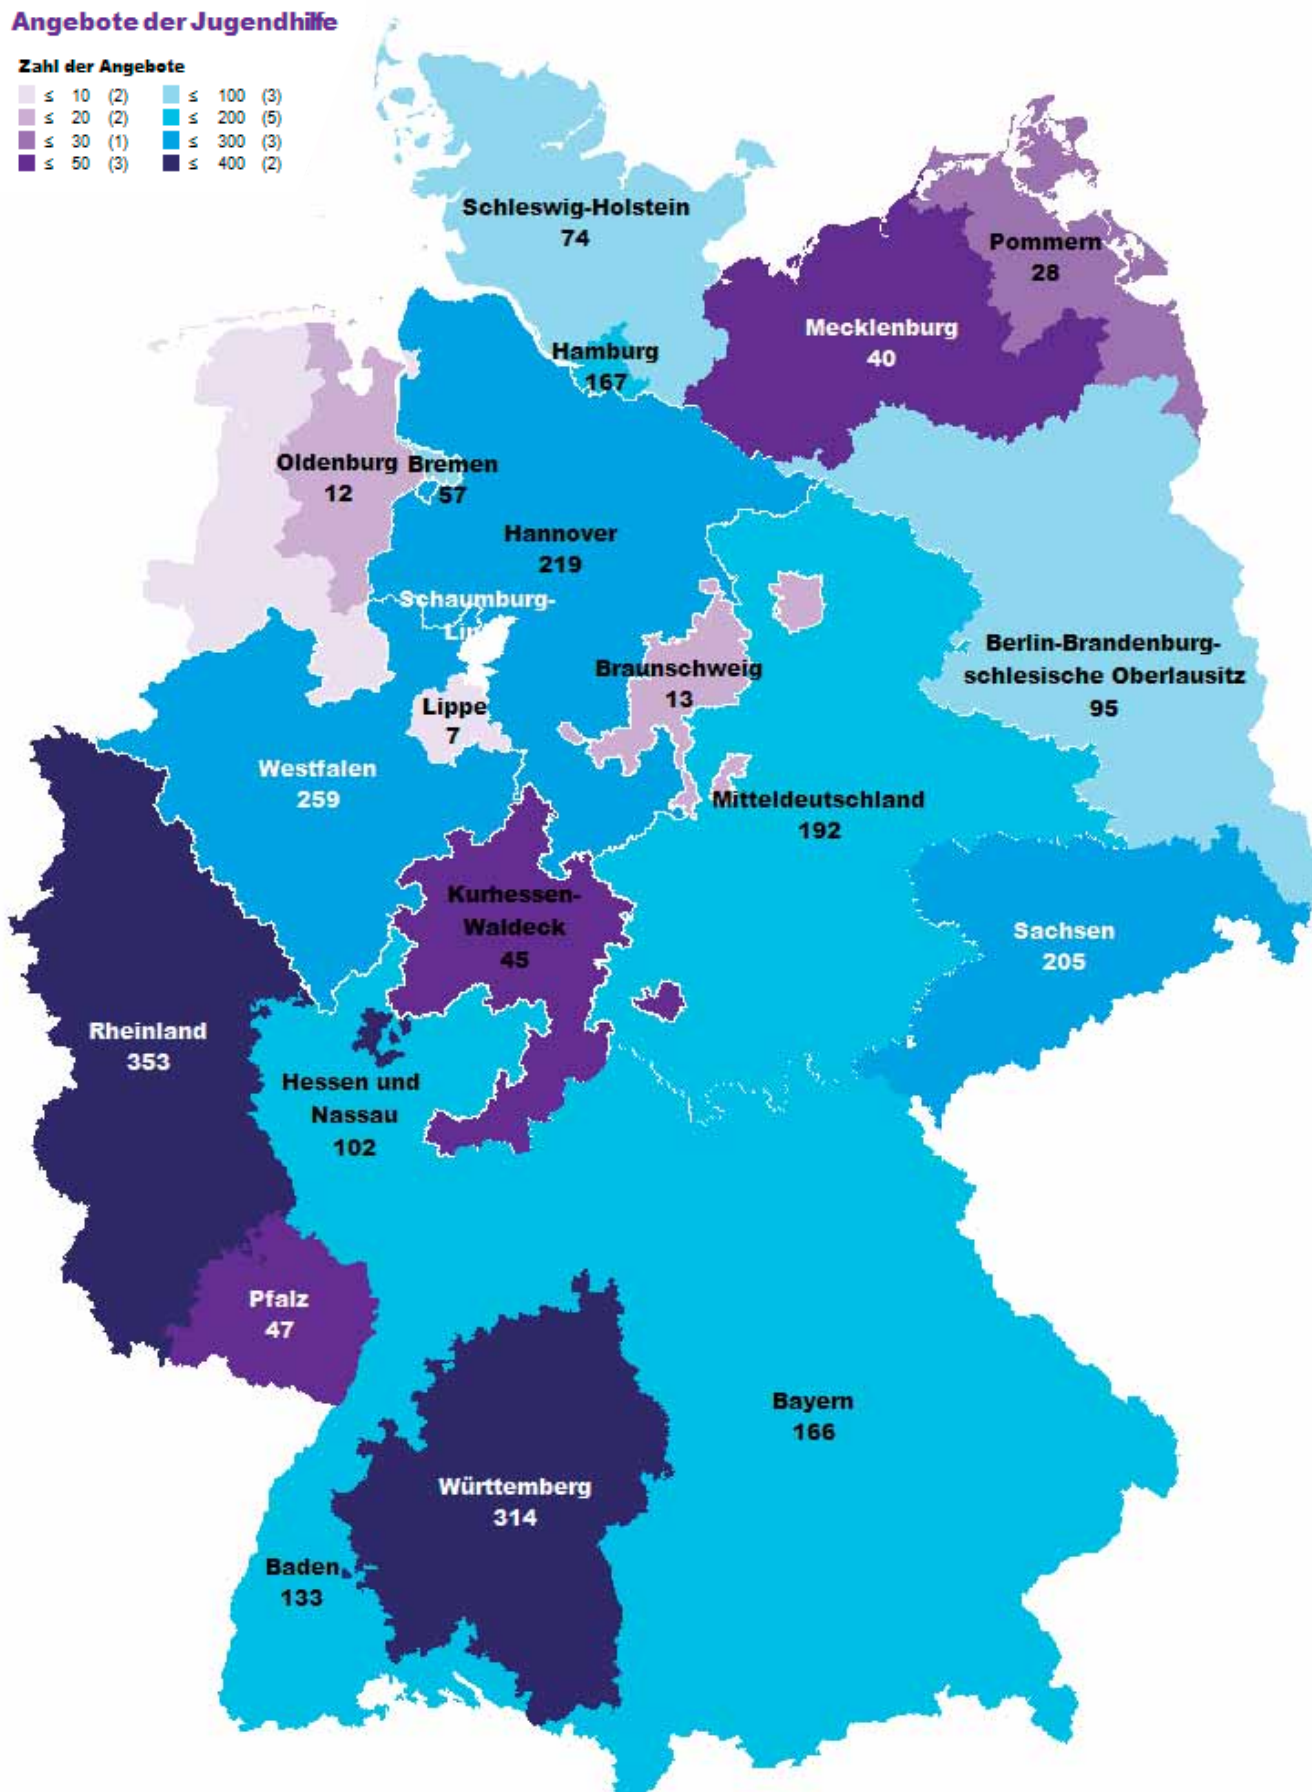 Angebote der Jugendhilfe
Zahl der Angebote
≤ 10 (2) ≤ 100 (3)
≤ 20 (2) ≤ 200 (5)
≤ 30 (1) ≤ 300 (3)
≤ 50 (3) ≤ 400 (2)
Schleswig-Holstein
74
Pommern
28
Mecklenburg
40
Hamburg
167
Oldenburg
12
Bremen
57
Hannover
219
Schaumburg-
Braunschweig
13
Berlin-Brandenburg-
schlesische Oberlausitz
95
Lippe
7
Westfalen
259
Mitteldeutschland
192
Kurhessen-
Waldeck
45
Sachsen
205
Rheinland
353
Hessen und
Nassau
102
Pfalz
47
Bayern
166
Württemberg
314
Baden
133